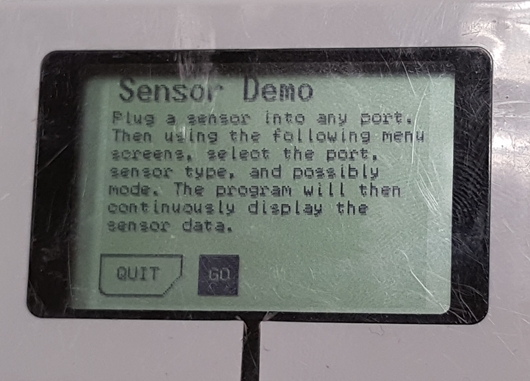 Sensor Demo
Plug a sensor into any port.
Then using the following menu
screens, select the port,
sensor type, and possibly
mode. The program will then
continuously display the
sensor data.
QUIT
GO